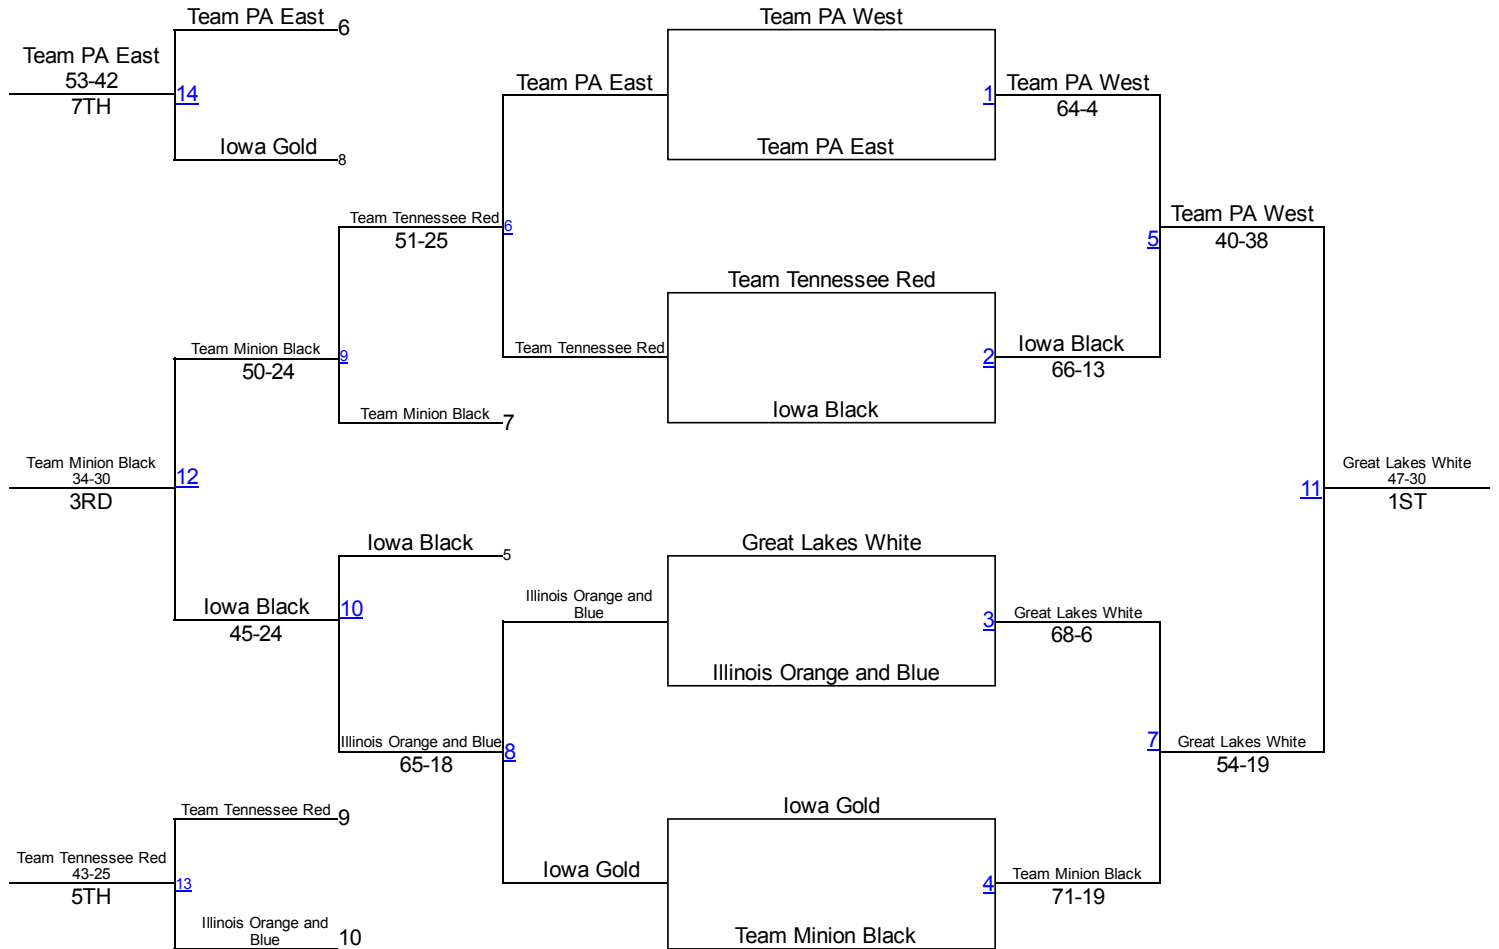 Team PA East
6
Team PA East
53-42
7TH
14
Iowa Gold
8
Team PA West
Team PA East
1
Team PA West
64-4
Team PA East
Team Tennessee Red
51-25
6
5
Team PA West
40-38
Team Tennessee Red
Team Tennessee Red
2
Iowa Black
66-13
Iowa Black
Team Minion Black
50-24
9
Team Minion Black
7
Team Minion Black
34-30
3RD
12
11
Great Lakes White
47-30
1ST
Iowa Black
5
Iowa Black
45-24
10
Great Lakes White
Illinois Orange and
Blue
3
Great Lakes White
68-6
Illinois Orange and Blue
Illinois Orange and Blue
65-18
8
7
Great Lakes White
54-19
Team Tennessee Red
9
Team Tennessee Red
43-25
5TH
13
Illinois Orange and
Blue
10
Iowa Gold
Iowa Gold
4
Team Minion Black
71-19
Team Minion Black